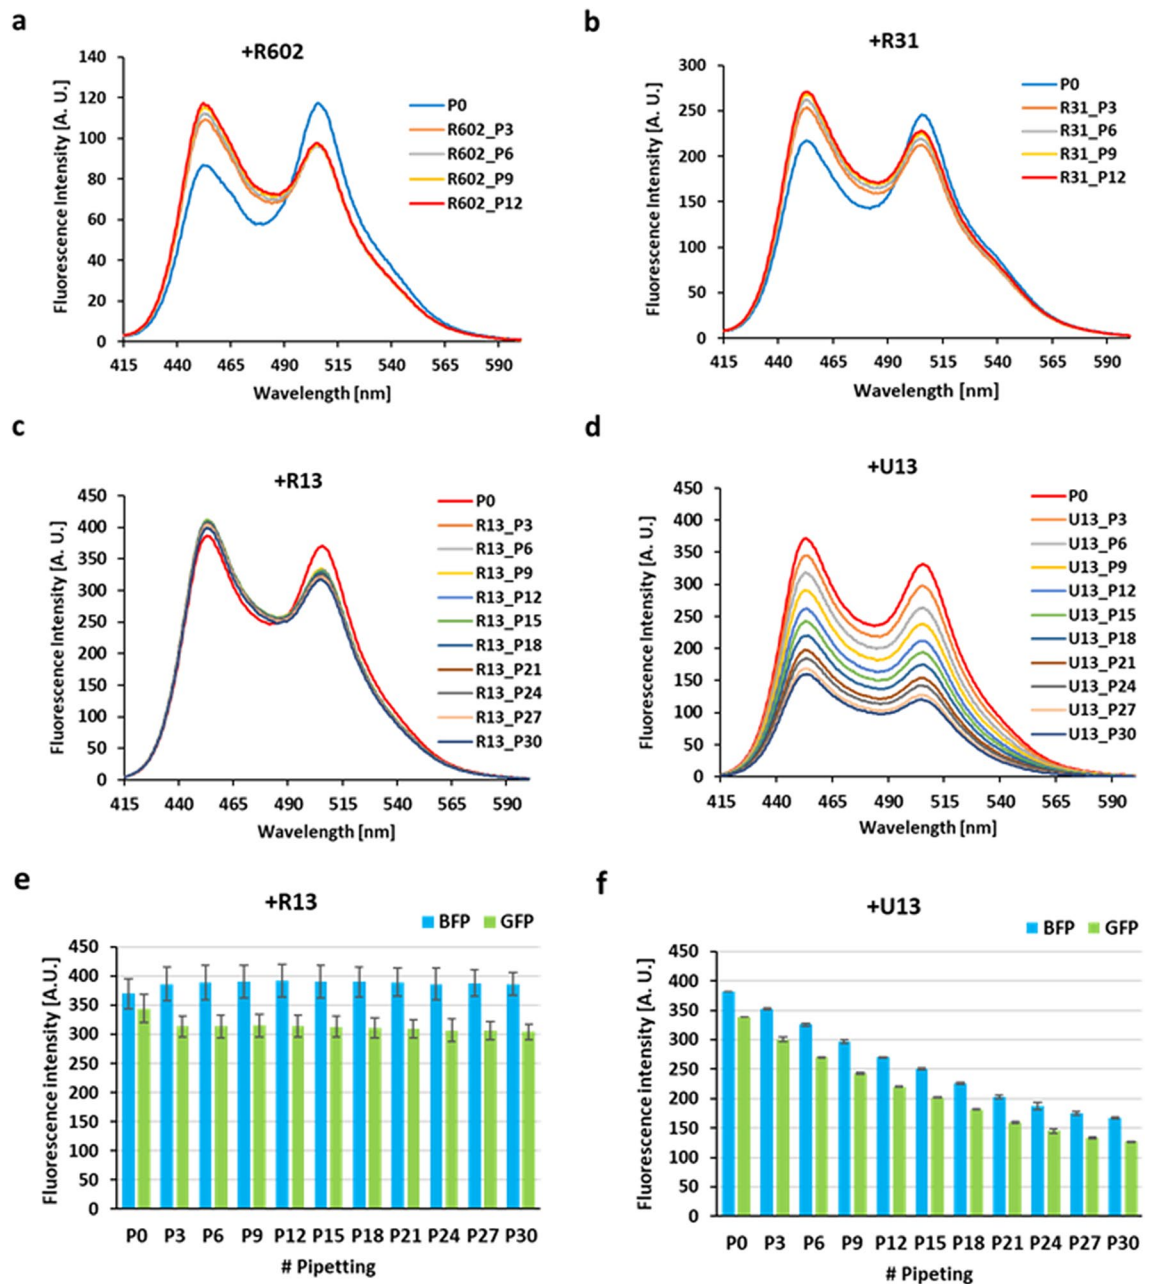 a
+R602
Fluorescence Intensity [A. U.]
140
120
100
80
60
40
20
0
415 440 465 490 515 540 565 590
Wavelength [nm]
P0
R602_P3
R602_P6
R602_P9
R602_P12
b
+R31
Fluorescence Intensity [A. U.]
300
250
200
150
100
50
0
415 440 465 490 515 540 565 590
Wavelength [nm]
P0
R31_P3
R31_P6
R31_P9
R31_P12
c
+R13
Fluorescence Intensity [A. U.]
450
400
350
300
250
200
150
100
50
0
415 440 465 490 515 540 565 590
Wavelength [nm]
P0
R13_P3
R13_P6
R13_P9
R13_P12
R13_P15
R13_P18
R13_P21
R13_P24
R13_P27
R13_P30
d
+U13
Fluorescence Intensity [A. U.]
450
400
350
300
250
200
150
100
50
0
415 440 465 490 515 540 565 590
Wavelength [nm]
P0
U13_P3
U13_P6
U13_P9
U13_P12
U13_P15
U13_P18
U13_P21
U13_P24
U13_P27
U13_P30
e
+R13
BFP GFP
Fluorescence intensity [A.U.]
450
400
350
300
250
200
150
100
50
0
P0 P3 P6 P9 P12 P15 P18 P21 P24 P27 P30
# Pipetting
f
+U13
BFP GFP
Fluorescence intensity [A. U.]
450
400
350
300
250
200
150
100
50
0
P0 P3 P6 P9 P12 P15 P18 P21 P24 P27 P30
# Pipetting